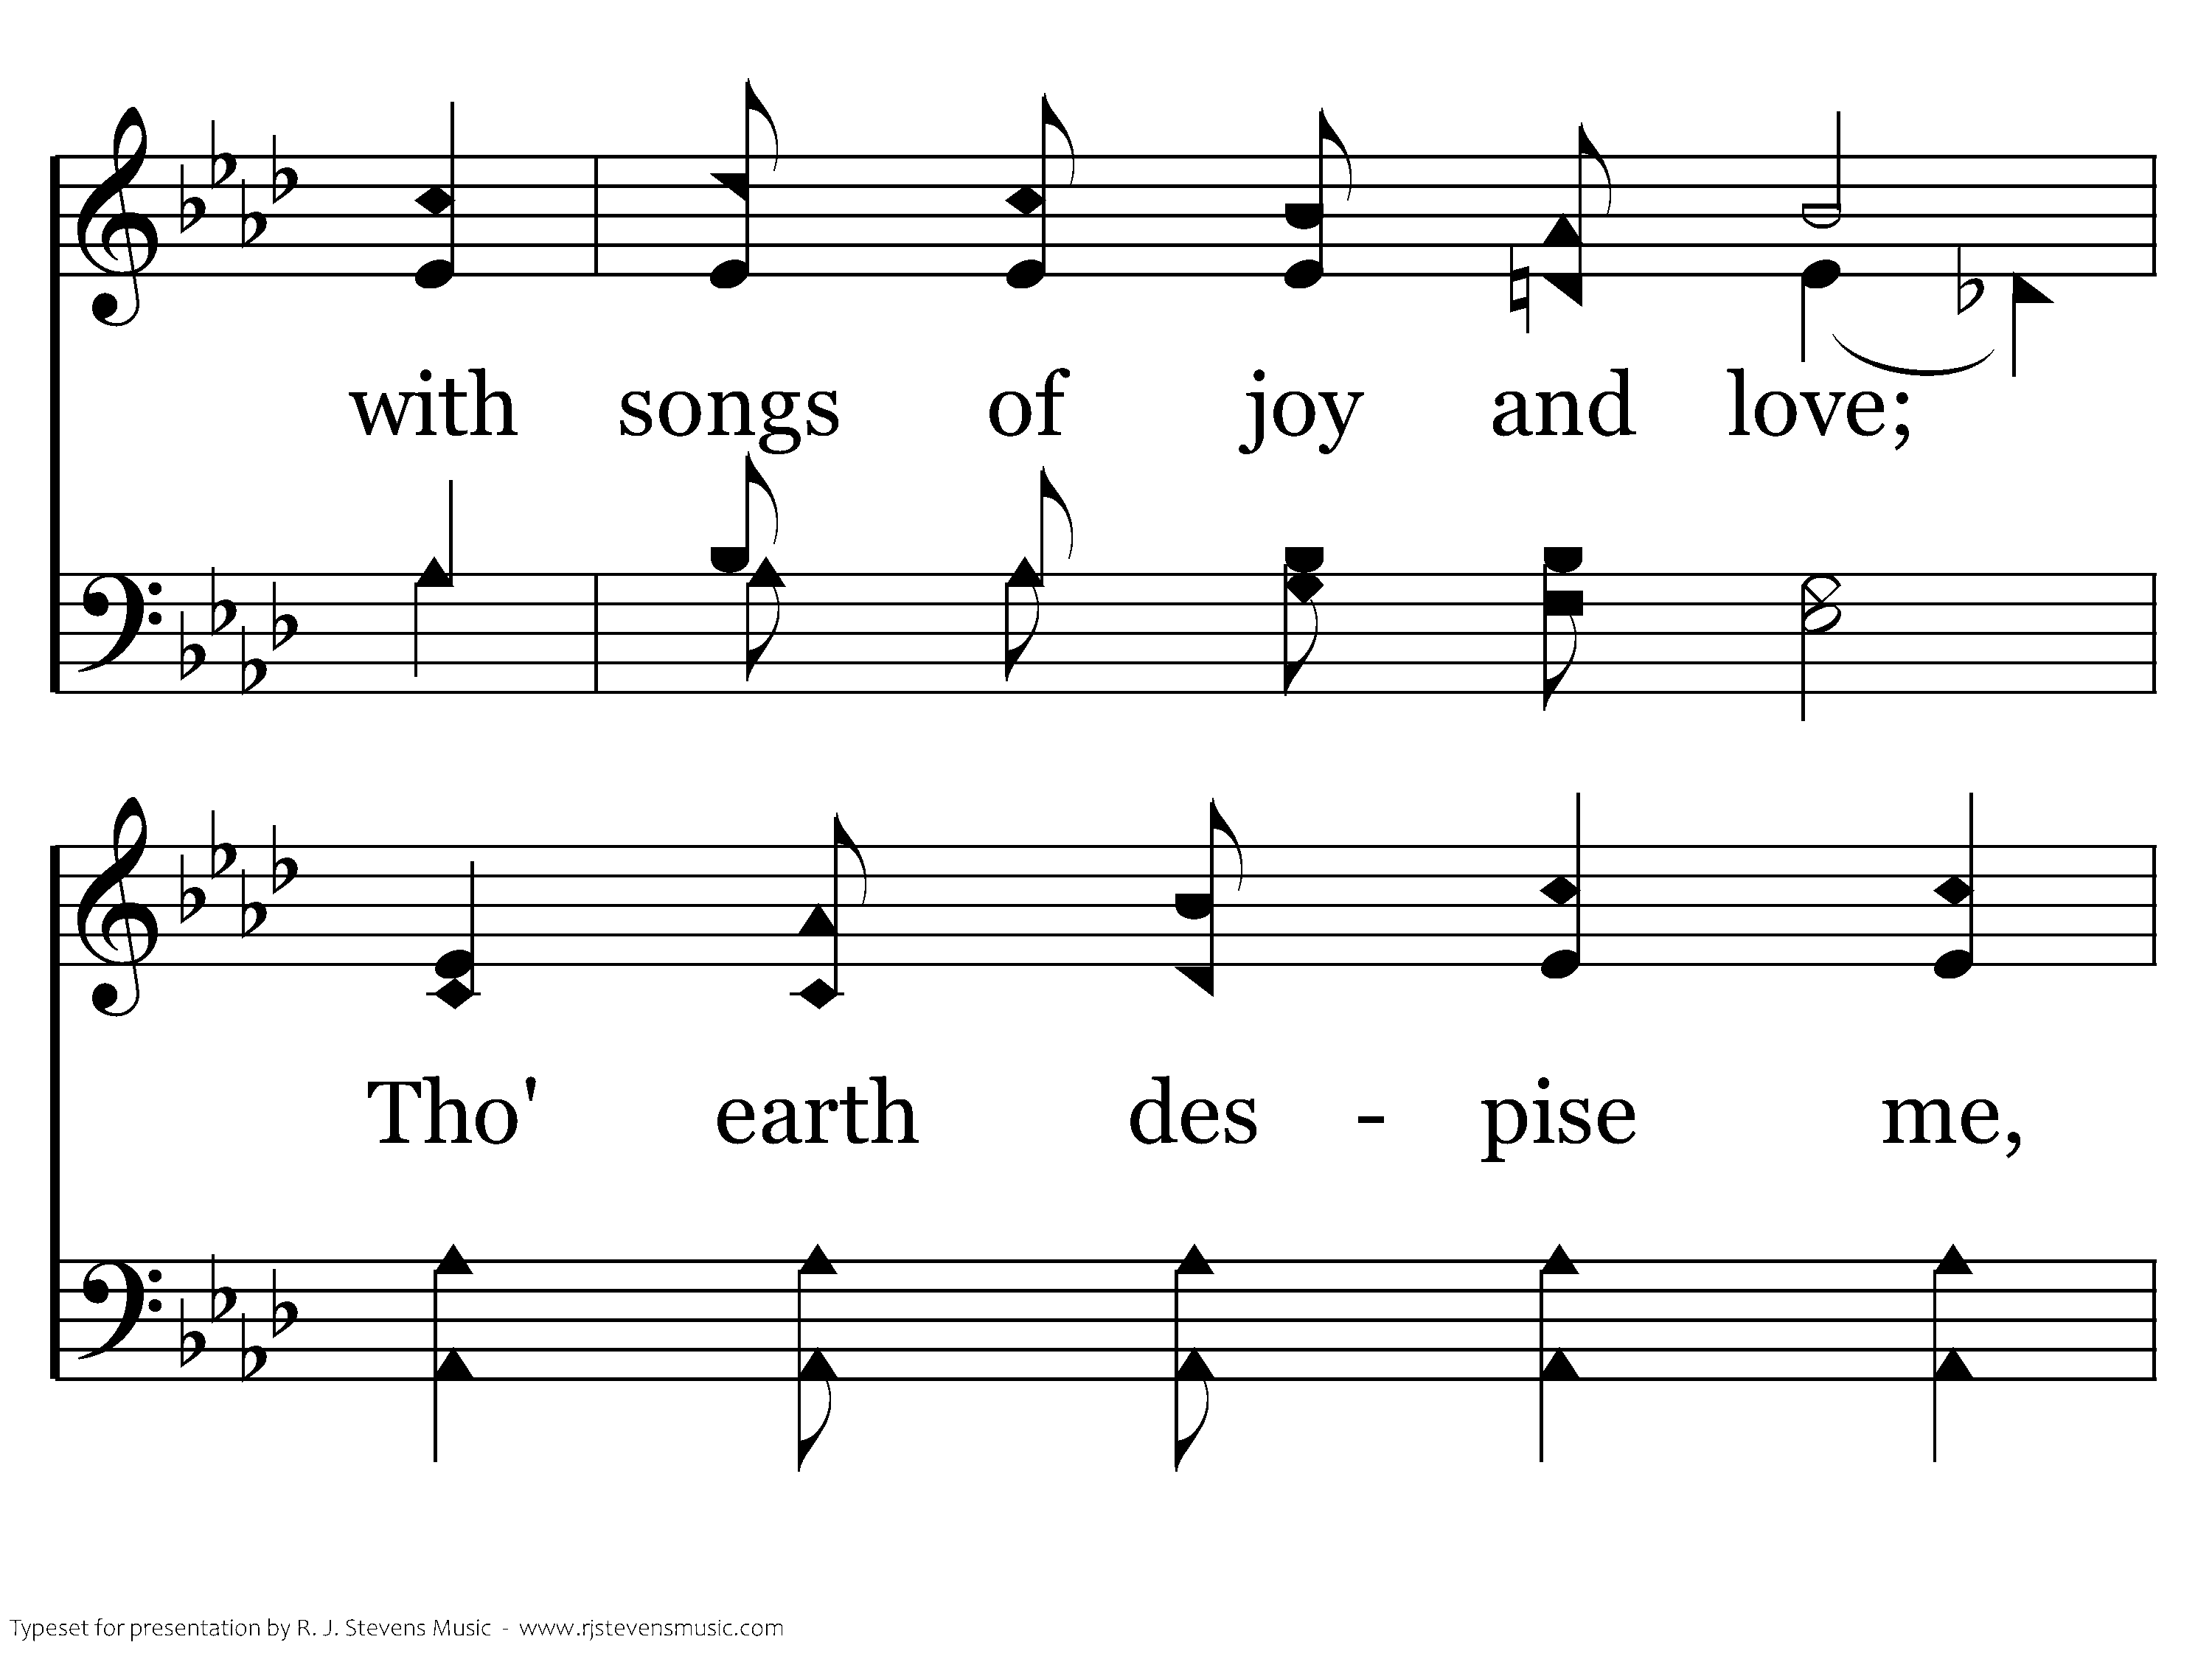 with songs of joy and love;
Tho' earth des - pise me,
Typeset for presentation by R. J. Stevens Music - www.rjstevensmusic.com